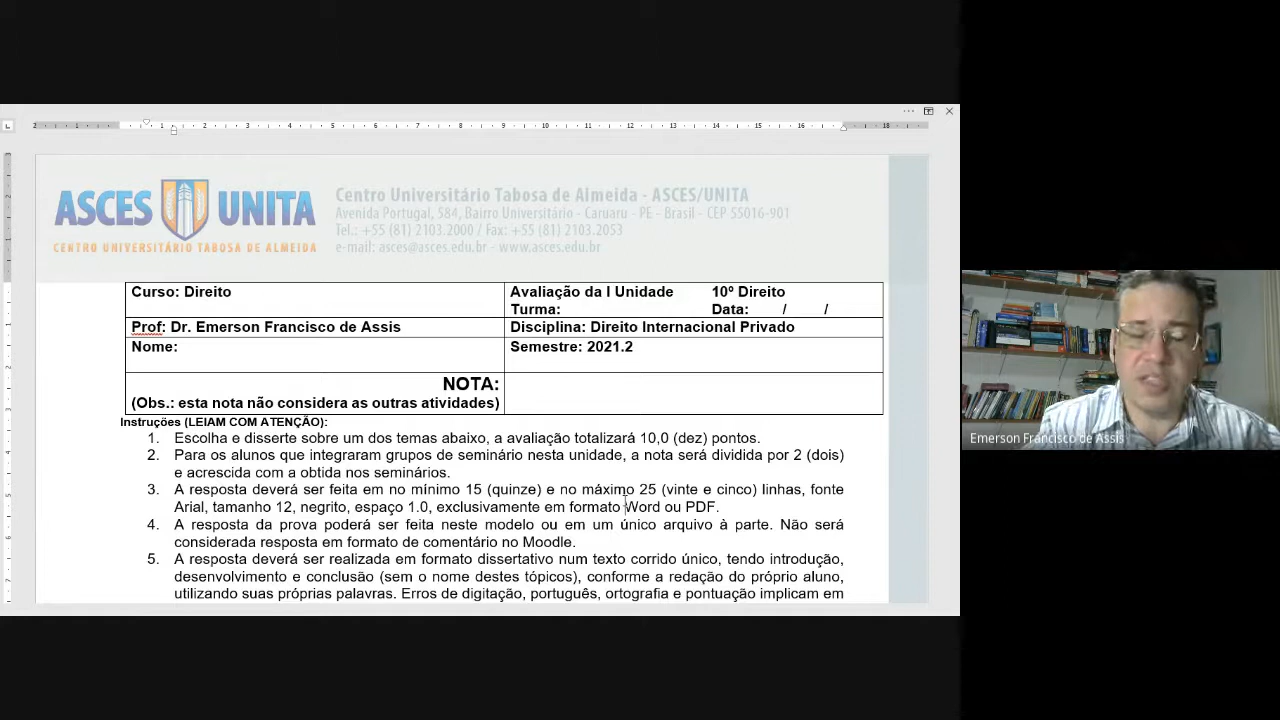 ASCES UNITA
CENTRO UNIVERSITÁRIO TABOSA DE ALMEIDA
Centro Universitário Tabosa de Almeida - ASCES/UNITA
Avenida Portugal, 584, Bairro Universitário - Caruaru - PE - Brasil - CEP 55016-901
Tel.: +55 (81) 2103.2000 / Fax: +55 (81) 2103.2053
e-mail: asces@asces.edu.br - www.asces.edu.br
Curso: Direito
Avaliação da I Unidade 10º Direito
Turma: Data: / /
Prof: Dr. Emerson Francisco de Assis
Disciplina: Direito Internacional Privado
Nome:
Semestre: 2021.2
NOTA:
(Obs.: esta nota não considera as outras atividades)
Instruções (LEIAM COM ATENÇÃO):
1. Escolha e disserte sobre um dos temas abaixo, a avaliação totalizará 10,0 (dez) pontos.
2. Para os alunos que integraram grupos de seminário nesta unidade, a nota será dividida por 2 (dois)
e acrescida com a obtida nos seminários.
3. A resposta deverá ser feita em no mínimo 15 (quinze) e no máximo 25 (vinte e cinco) linhas, fonte
Arial, tamanho 12, negrito, espaço 1.0, exclusivamente em formato Word ou PDF.
4. A resposta da prova poderá ser feita neste modelo ou em um único arquivo à parte. Não será
considerada resposta em formato de comentário no Moodle.
5. A resposta deverá ser realizada em formato dissertativo num texto corrido único, tendo introdução,
desenvolvimento e conclusão (sem o nome destes tópicos), conforme a redação do próprio aluno,
utilizando suas próprias palavras. Erros de digitação, português, ortografia e pontuação implicam em
Emerson Francisco de Assis